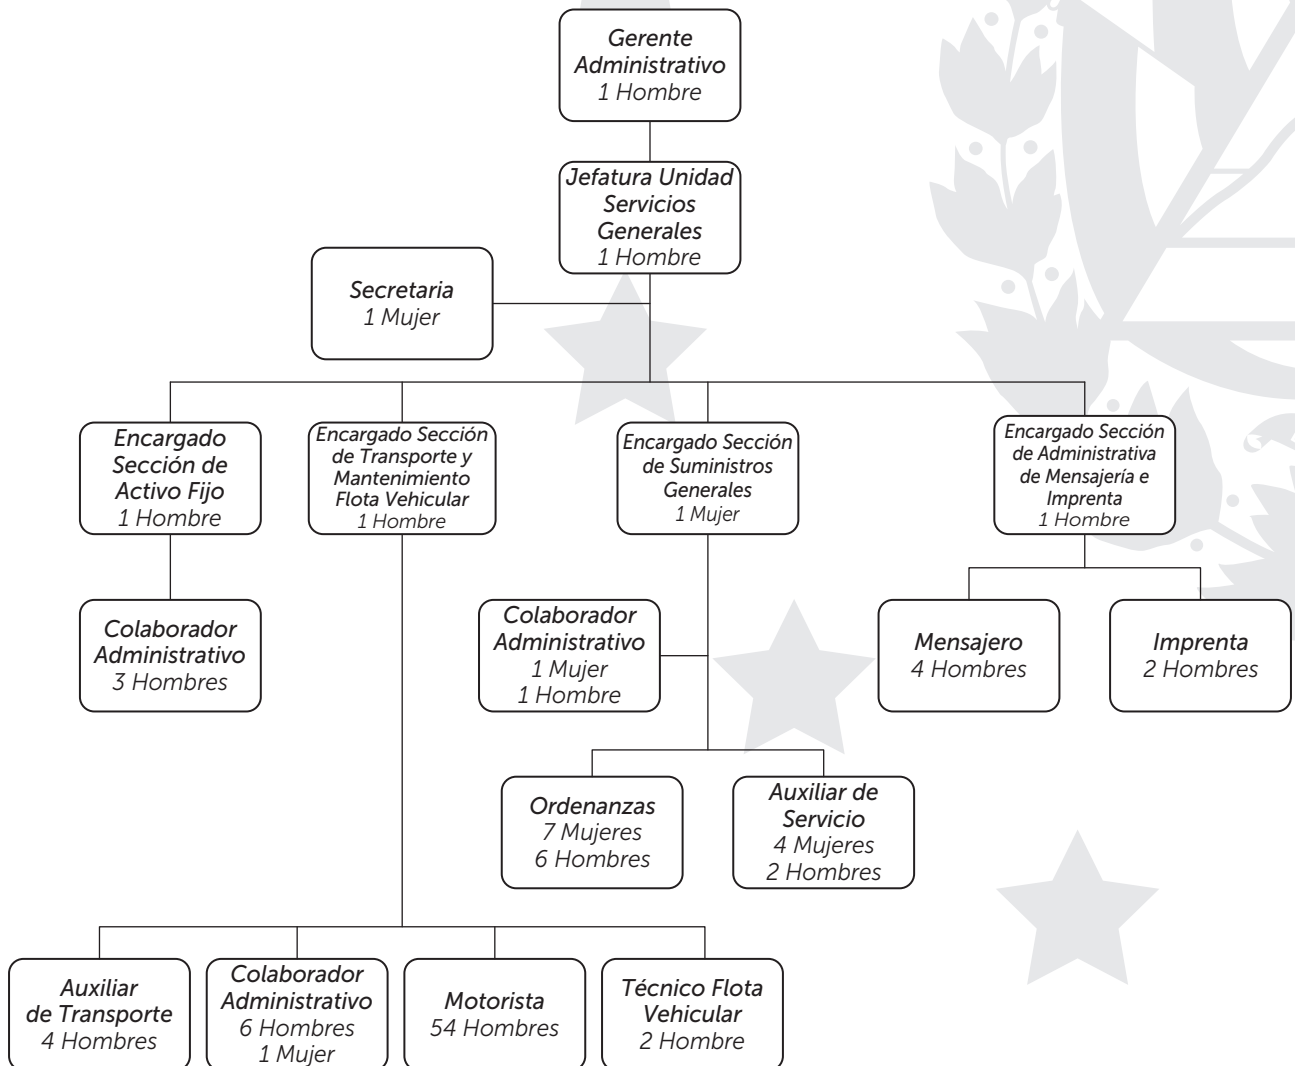 Gerente
Administrativo
1 Hombre
Jefatura Unidad
Servicios
Generales
1 Hombre
Secretaria
1 Mujer
Encargado
Sección de
Activo Fijo
1 Hombre
Encargado Sección
de Transporte y
Mantenimiento
Flota Vehicular
1 Hombre
Encargado Sección
de Suministros
Generales
1 Mujer
Encargado Sección
de Administrativa
de Mensajería e
Imprenta
1 Hombre
Colaborador
Administrativo
3 Hombres
Colaborador
Administrativo
1 Mujer
1 Hombre
Mensajero
4 Hombres
Imprenta
2 Hombres
Ordenanzas
7 Mujeres
6 Hombres
Auxiliar de
Servicio
4 Mujeres
2 Hombres
Auxiliar
de Transporte
4 Hombres
Colaborador
Administrativo
6 Hombres
1 Mujer
Motorista
54 Hombres
Técnico Flota
Vehicular
2 Hombre